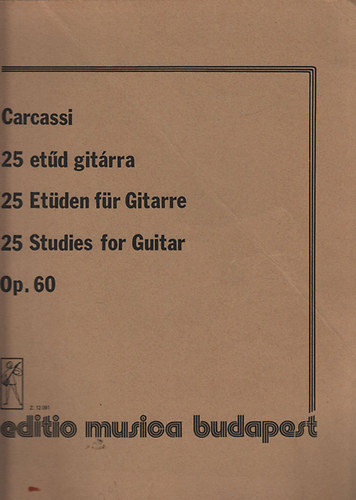 Carcassi
25 etűd gitárra
25 Etüden für Gitarre
25 Studies for Guitar
Op. 60
editio musica budapest